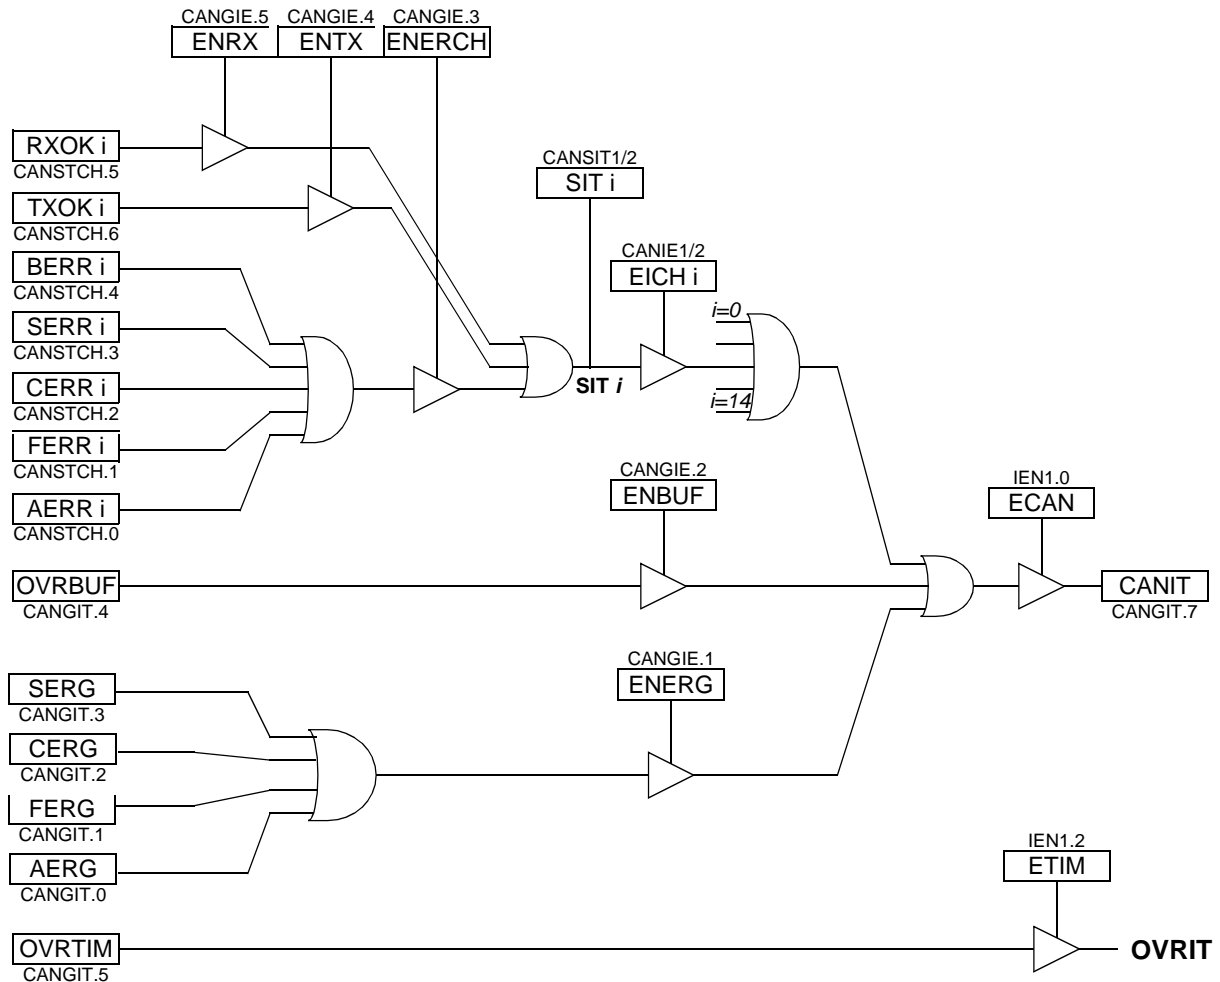 CANGIE.5 CANGIE.4 CANGIE.3
ENRX ENTX ENERCH
RXOK i
CANSTCH.5
CANSIT1/2
SIT i
TXOK i
CANSTCH.6
CANIE1/2
EICH i
BERR i
CANSTCH.4
i=0
SERR i
CANSTCH.3
SIT i
CERR i
CANSTCH.2
i=14
FERR i
CANSTCH.1
CANGIE.2
ENBUF
IEN1.0
ECAN
AERR i
CANSTCH.0
OVRBUF
CANGIT.4
CANIT
CANGIT.7
CANGIE.1
ENERG
SERG
CANGIT.3
CERG
CANGIT.2
FERG
CANGIT.1
AERG
CANGIT.0
IEN1.2
ETIM
OVRTIM
CANGIT.5
OVRIT